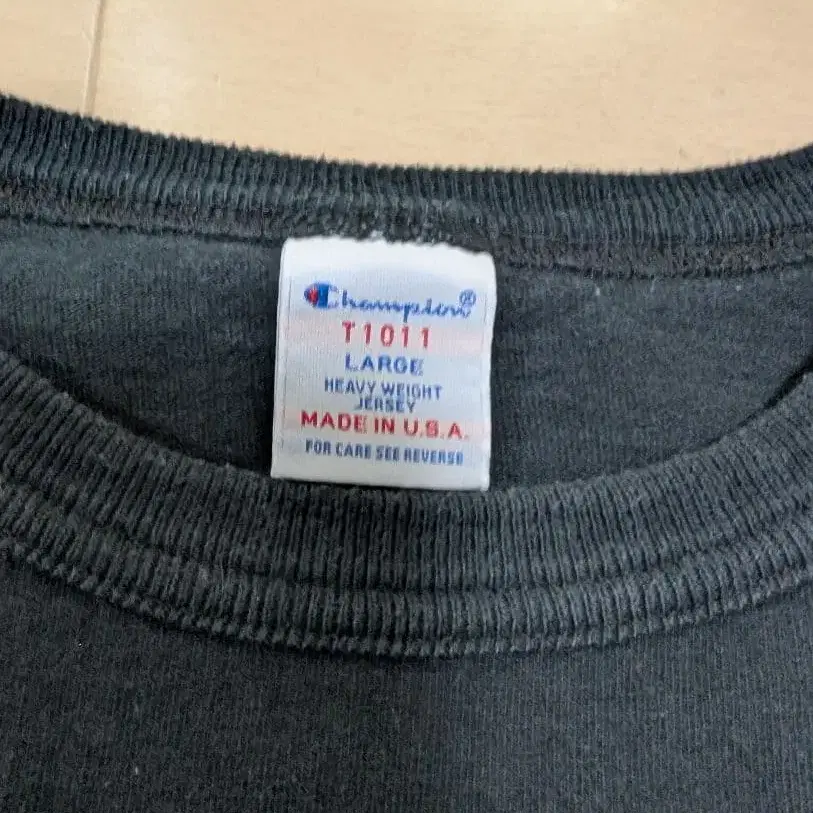 Champion®
T1011
LARGE
HEAVY WEIGHT
JERSEY
MADE IN U.S.A.
FOR CARE SEE REVERSE